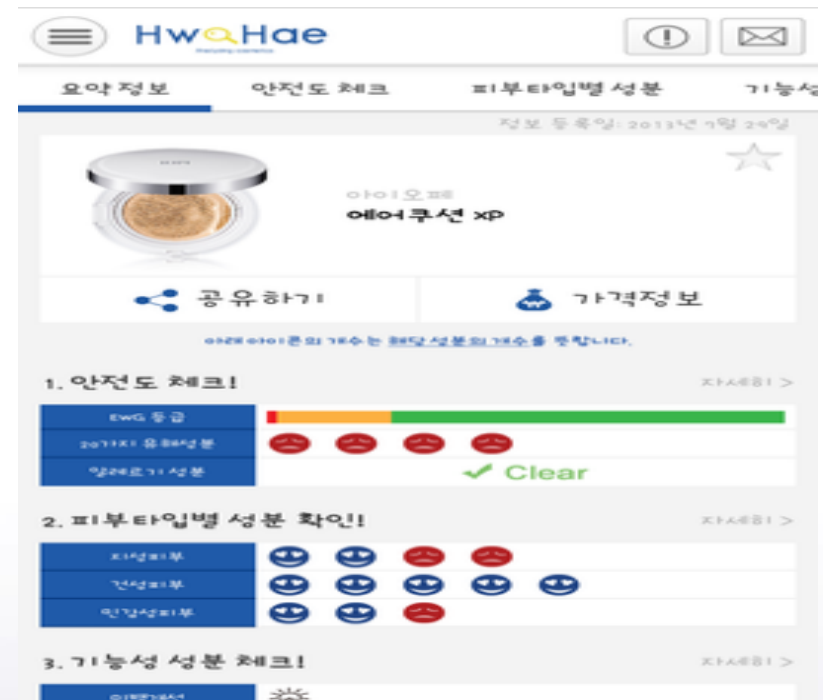 HwaHae
요약 정보 안전도 체크 피부타입별 성분 기능성
정보 등록일: 2013년 7월 29일
IOPE
아이오페
에어쿠션 XP
공유하기 가격정보
아래 아이콘의 개수는 해당 성분의 개수를 뜻합니다.
1. 안전도 체크! 자세히 >
EWG 등급
20가지 유해성분
알레르기 성분 Clear
2. 피부타입별 성분 확인! 자세히 >
지성피부
건성피부
민감성피부
3. 기능성 성분 체크! 자세히 >